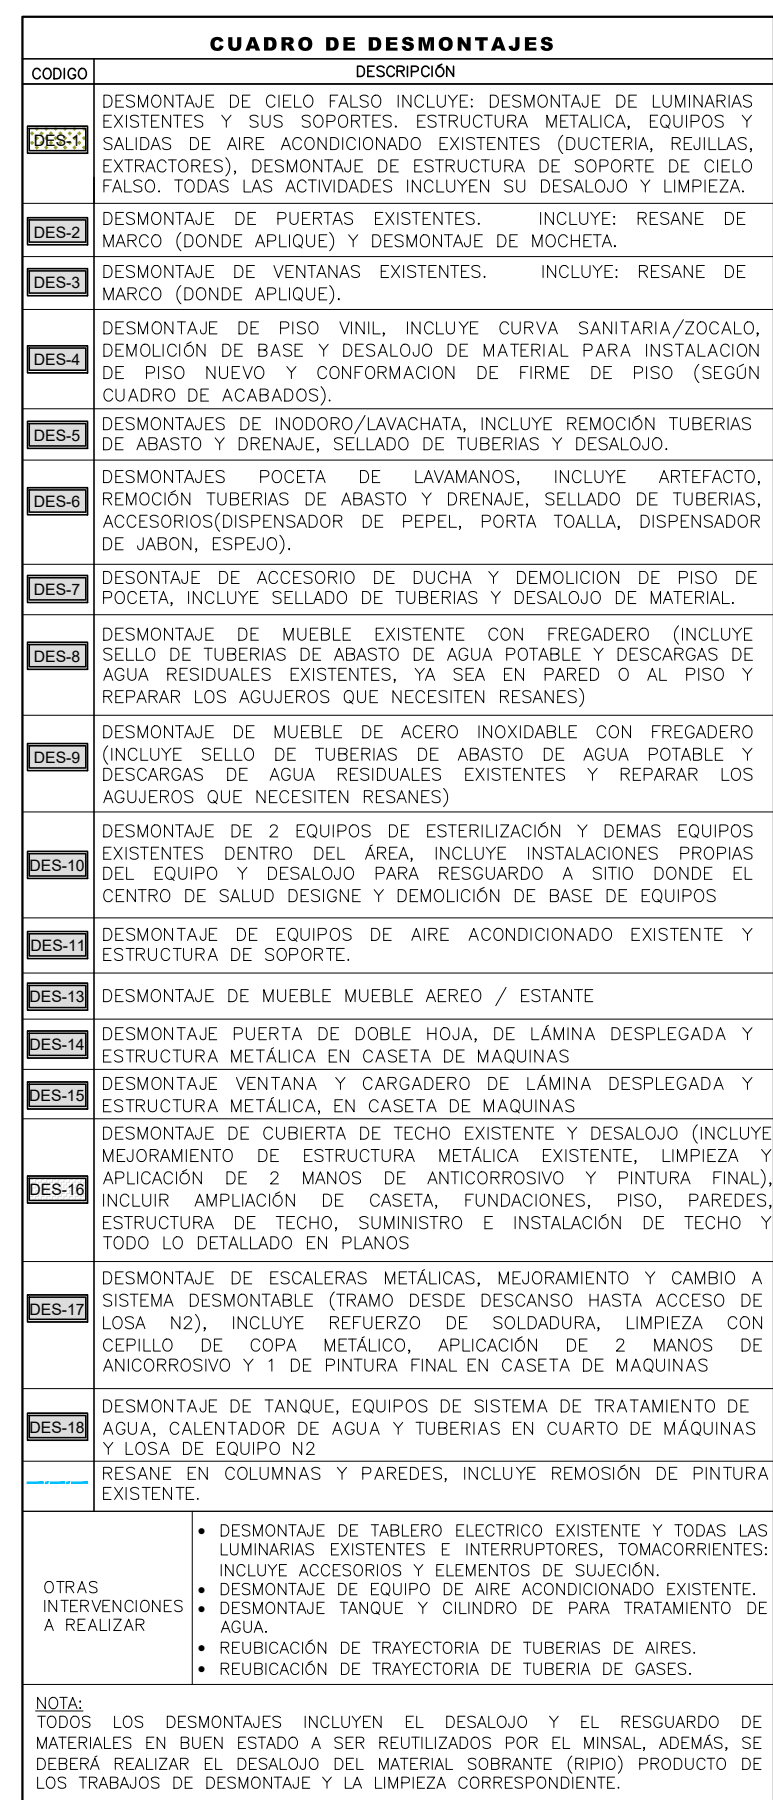 CUADRO DE DESMONTAJES
CODIGO DESCRIPCIÓN
DES-1
DESMONTAJE DE CIELO FALSO INCLUYE: DESMONTAJE DE LUMINARIAS
EXISTENTES Y SUS SOPORTES. ESTRUCTURA METALICA, EQUIPOS Y
SALIDAS DE AIRE ACONDICIONADO EXISTENTES (DUCTERIA, REJILLAS,
EXTRACTORES), DESMONTAJE DE ESTRUCTURA DE SOPORTE DE CIELO
FALSO. TODAS LAS ACTIVIDADES INCLUYEN SU DESALOJO Y LIMPIEZA.
DES-2
DESMONTAJE DE PUERTAS EXISTENTES. INCLUYE: RESANE DE
MARCO (DONDE APLIQUE) Y DESMONTAJE DE MOCHETA.
DES-3
DESMONTAJE DE VENTANAS EXISTENTES. INCLUYE: RESANE DE
MARCO (DONDE APLIQUE).
DES-4
DESMONTAJE DE PISO VINIL, INCLUYE CURVA SANITARIA/ZOCALO,
DEMOLICIÓN DE BASE Y DESALOJO DE MATERIAL PARA INSTALACION
DE PISO NUEVO Y CONFORMACION DE FIRME DE PISO (SEGÚN
CUADRO DE ACABADOS).
DES-5
DESMONTAJES DE INODORO/LAVACHATA, INCLUYE REMOCIÓN TUBERIAS
DE ABASTO Y DRENAJE, SELLADO DE TUBERIAS Y DESALOJO.
DES-6
DESMONTAJES POCETA DE LAVAMANOS, INCLUYE ARTEFACTO,
REMOCIÓN TUBERIAS DE ABASTO Y DRENAJE, SELLADO DE TUBERIAS,
ACCESORIOS(DISPENSADOR DE PEPEL, PORTA TOALLA, DISPENSADOR
DE JABON, ESPEJO).
DES-7
DESONTAJE DE ACCESORIO DE DUCHA Y DEMOLICION DE PISO DE
POCETA, INCLUYE SELLADO DE TUBERIAS Y DESALOJO DE MATERIAL.
DES-8
DESMONTAJE DE MUEBLE EXISTENTE CON FREGADERO (INCLUYE
SELLO DE TUBERIAS DE ABASTO DE AGUA POTABLE Y DESCARGAS DE
AGUA RESIDUALES EXISTENTES, YA SEA EN PARED O AL PISO Y
REPARAR LOS AGUJEROS QUE NECESITEN RESANES)
DES-9
DESMONTAJE DE MUEBLE DE ACERO INOXIDABLE CON FREGADERO
(INCLUYE SELLO DE TUBERIAS DE ABASTO DE AGUA POTABLE Y
DESCARGAS DE AGUA RESIDUALES EXISTENTES Y REPARAR LOS
AGUJEROS QUE NECESITEN RESANES)
DES-10
DESMONTAJE DE 2 EQUIPOS DE ESTERILIZACIÓN Y DEMAS EQUIPOS
EXISTENTES DENTRO DEL ÁREA, INCLUYE INSTALACIONES PROPIAS
DEL EQUIPO Y DESALOJO PARA RESGUARDO A SITIO DONDE EL
CENTRO DE SALUD DESIGNE Y DEMOLICIÓN DE BASE DE EQUIPOS
DES-11
DESMONTAJE DE EQUIPOS DE AIRE ACONDICIONADO EXISTENTE Y
ESTRUCTURA DE SOPORTE.
DES-13
DESMONTAJE DE MUEBLE MUEBLE AEREO / ESTANTE
DES-14
DESMONTAJE PUERTA DE DOBLE HOJA, DE LÁMINA DESPLEGADA Y
ESTRUCTURA METÁLICA EN CASETA DE MAQUINAS
DES-15
DESMONTAJE VENTANA Y CARGADERO DE LÁMINA DESPLEGADA Y
ESTRUCTURA METÁLICA, EN CASETA DE MAQUINAS
DES-16
DESMONTAJE DE CUBIERTA DE TECHO EXISTENTE Y DESALOJO (INCLUYE
MEJORAMIENTO DE ESTRUCTURA METÁLICA EXISTENTE, LIMPIEZA Y
APLICACIÓN DE 2 MANOS DE ANTICORROSIVO Y PINTURA FINAL),
INCLUIR AMPLIACIÓN DE CASETA, FUNDACIONES, PISO, PAREDES,
ESTRUCTURA DE TECHO, SUMINISTRO E INSTALACIÓN DE TECHO Y
TODO LO DETALLADO EN PLANOS
DES-17
DESMONTAJE DE ESCALERAS METÁLICAS, MEJORAMIENTO Y CAMBIO A
SISTEMA DESMONTABLE (TRAMO DESDE DESCANSO HASTA ACCESO DE
LOSA N2), INCLUYE REFUERZO DE SOLDADURA, LIMPIEZA CON
CEPILLO DE COPA METÁLICO, APLICACIÓN DE 2 MANOS DE
ANICORROSIVO Y 1 DE PINTURA FINAL EN CASETA DE MAQUINAS
DES-18
DESMONTAJE DE TANQUE, EQUIPOS DE SISTEMA DE TRATAMIENTO DE
AGUA, CALENTADOR DE AGUA Y TUBERIAS EN CUARTO DE MÁQUINAS
Y LOSA DE EQUIPO N2
RESANE EN COLUMNAS Y PAREDES, INCLUYE REMOSIÓN DE PINTURA
EXISTENTE.
OTRAS
INTERVENCIONES
A REALIZAR
• DESMONTAJE DE TABLERO ELECTRICO EXISTENTE Y TODAS LAS
LUMINARIAS EXISTENTES E INTERRUPTORES, TOMACORRIENTES:
INCLUYE ACCESORIOS Y ELEMENTOS DE SUJECIÓN.
• DESMONTAJE DE EQUIPO DE AIRE ACONDICIONADO EXISTENTE.
• DESMONTAJE TANQUE Y CILINDRO DE PARA TRATAMIENTO DE
AGUA.
• REUBICACIÓN DE TRAYECTORIA DE TUBERIAS DE AIRES.
• REUBICACIÓN DE TRAYECTORIA DE TUBERIA DE GASES.
NOTA:
TODOS LOS DESMONTAJES INCLUYEN EL DESALOJO Y EL RESGUARDO DE
MATERIALES EN BUEN ESTADO A SER REUTILIZADOS POR EL MINSAL, ADEMÁS, SE
DEBERÁ REALIZAR EL DESALOJO DEL MATERIAL SOBRANTE (RIPIO) PRODUCTO DE
LOS TRABAJOS DE DESMONTAJE Y LA LIMPIEZA CORRESPONDIENTE.